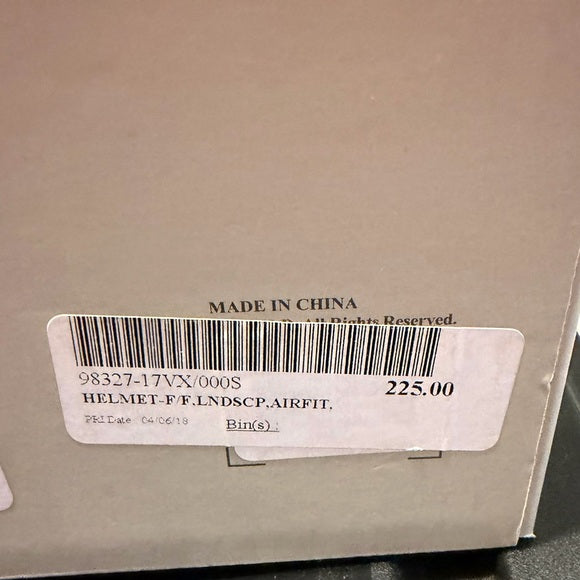 MADE IN CHINA
All Rights Reserved.
98327-17VX/000S
225.00
HELMET-F/F,LNDSCP,AIRFIT,
PRI Date 04/06/18
Bin(s) :